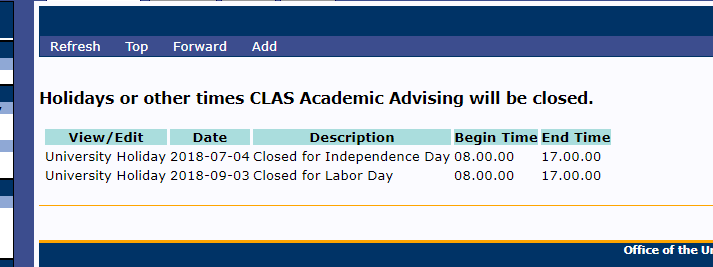 Refresh Top Forward Add
Holidays or other times CLAS Academic Advising will be closed.
View/Edit Date Description Begin Time End Time
University Holiday 2018-07-04 Closed for Independence Day 08.00.00 17.00.00
University Holiday 2018-09-03 Closed for Labor Day 08.00.00 17.00.00
Office of the